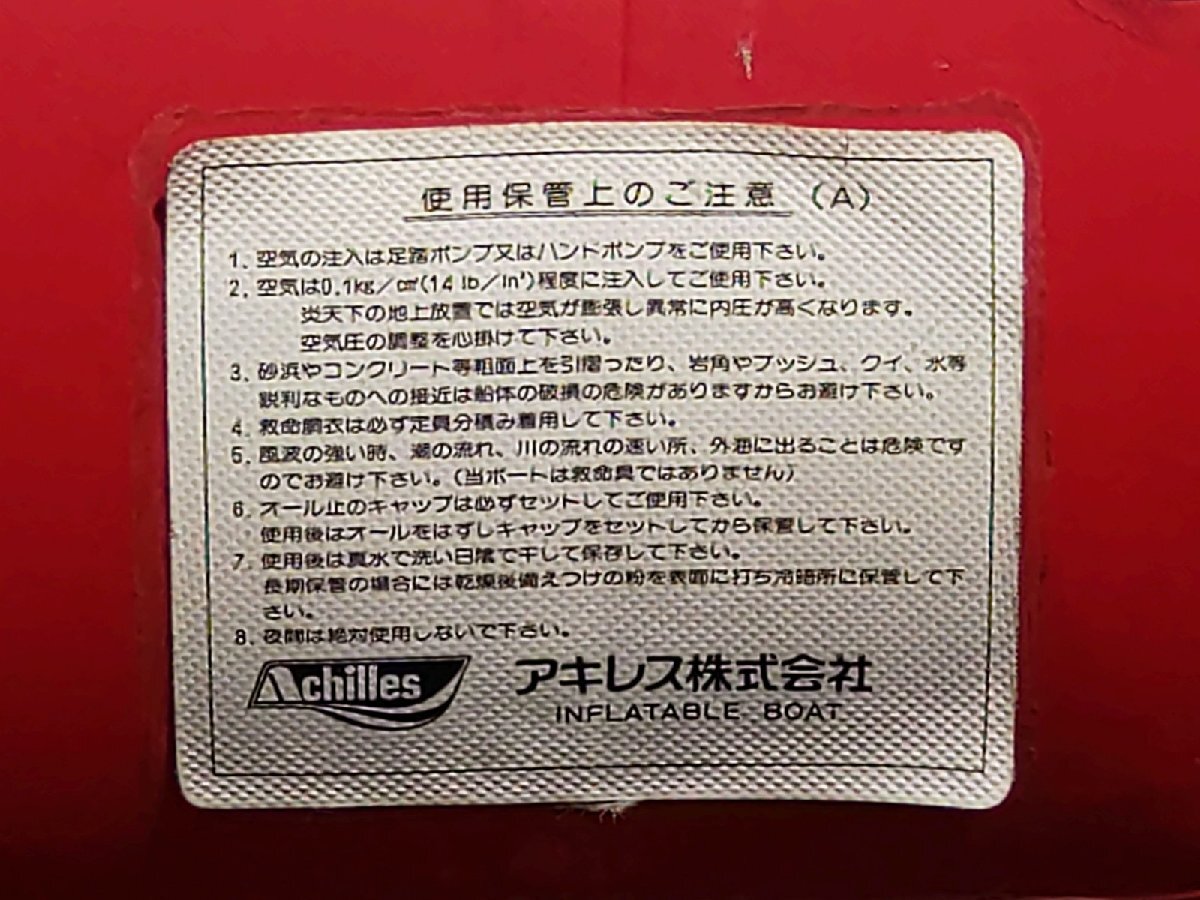 使用保管上のご注意 (A)
1. 空気の注入は足踏ポンプ又はハンドポンプをご使用下さい。
2. 空気は0.1kg/㎠(1.4 lb/in²)程度に注入してご使用下さい。
炎天下の地上放置では空気が膨張し異常に内圧が高くなります。
空気圧の調整を心掛けて下さい。
3. 砂浜やコンクリート等粗面上を引摺ったり、岩角やブッシュ、クイ、氷等
鋭利なものへの接近は船体の破損の危険がありますからお避け下さい。
4. 救命胴衣は必ず定員分積み着用して下さい。
5. 風波の強い時、潮の流れ、川の流れの速い所、外海に出ることは危険です
のでお避け下さい。(当ボートは救命具ではありません)
6. オール止のキャップは必ずセットしてご使用下さい。
使用後はオールをはずしキャップをセットしてから保管して下さい。
7. 使用後は真水で洗い日陰で干して保存して下さい。
長期保管の場合には乾燥後備えつけの粉を表面に打ち冷暗所に保管して下
さい。
8. 夜間は絶対使用しないで下さい。
Achilles アキレス株式会社
INFLATABLE BOAT